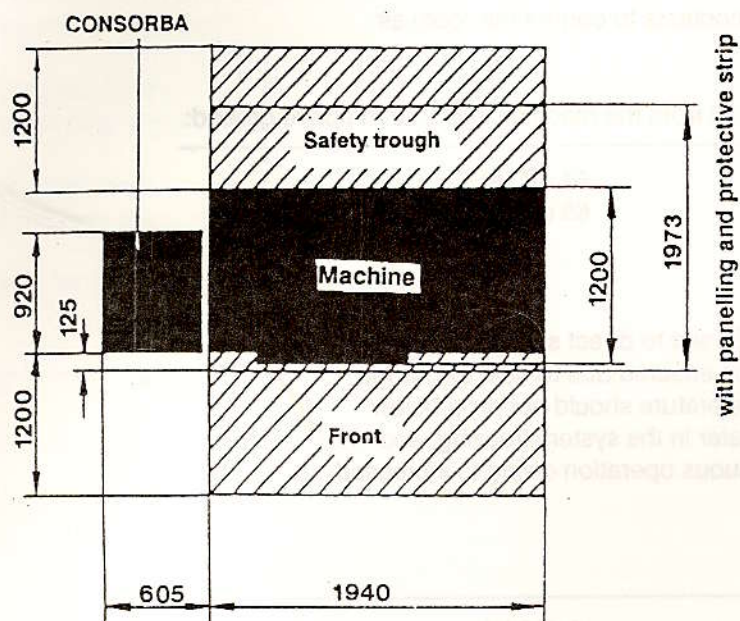 CONSORBA
1200
Safety trough
Machine
920
125
1200
Front
1200
1973
with panelling and protective strip
605
1940